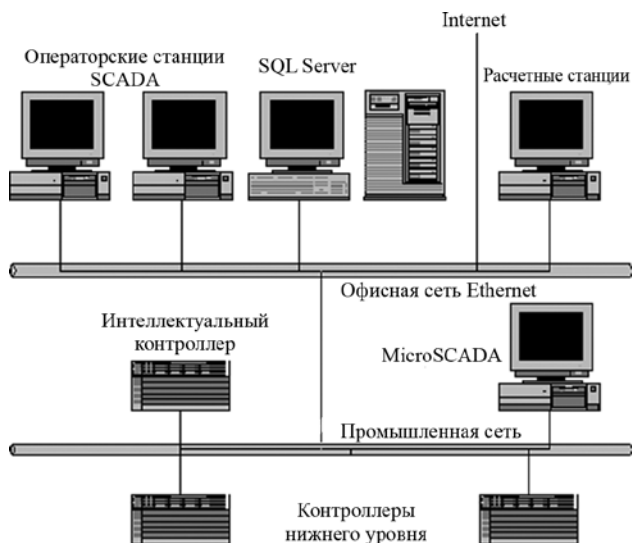 Internet
Операторские станции
SCADA
SQL Server
Расчетные станции
Офисная сеть Ethernet
Интеллектуальный
контроллер
MicroSCADA
Промышленная сеть
Контроллеры
нижнего уровня